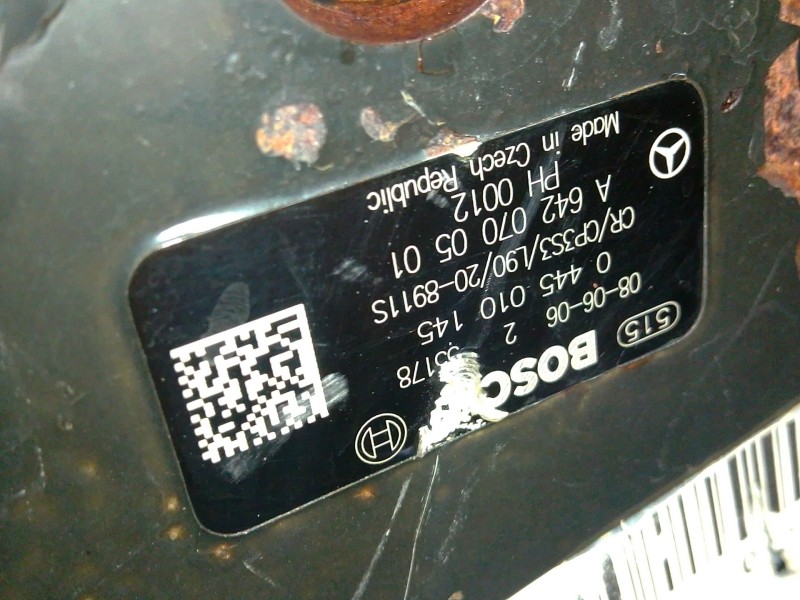 515 BOSCH
08-06-06 2
0 445 010 145
CR/CP3S3/L90/20-8911S
A 642 070 05 01
PH 0012
Made in Czech Republic